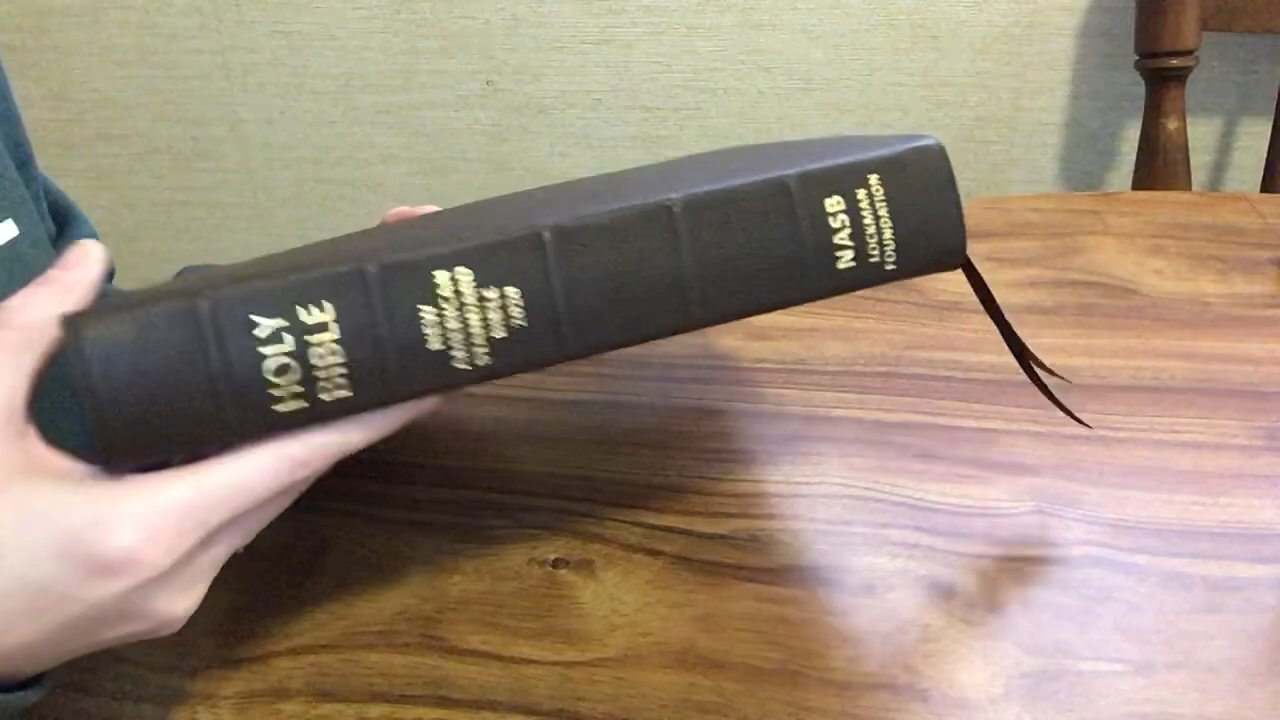 HOLY
BIBLE
NEW
AMERICAN
STANDARD
BIBLE
NASB
LOCKMAN
FOUNDATION